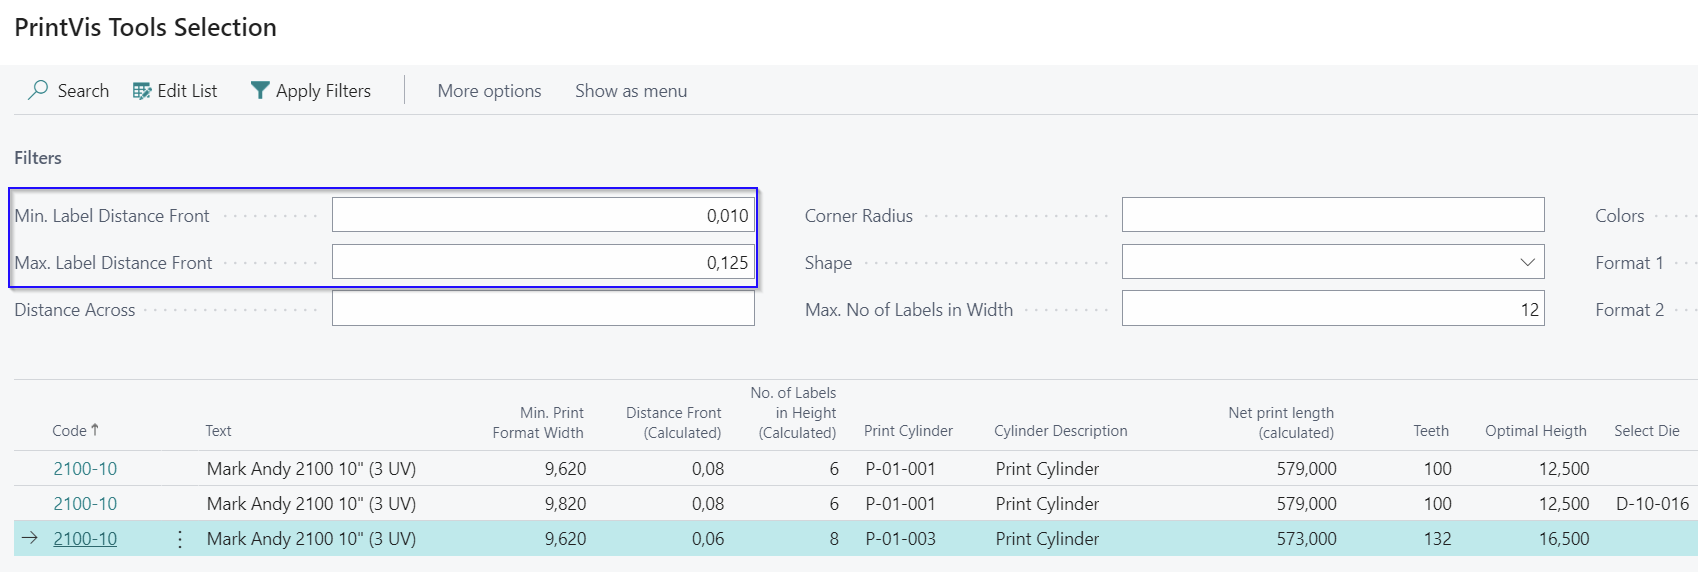 PrintVis Tools Selection
Search Edit List Apply Filters More options Show as menu
Filters
Min. Label Distance Front 0,010 Corner Radius Colors
Max. Label Distance Front 0,125 Shape Format 1
Distance Across Max. No of Labels in Width 12 Format 2
Code ↑ Text Min. Print Format Width Distance Front (Calculated) No. of Labels in Height (Calculated) Print Cylinder Cylinder Description Net print length (calculated) Teeth Optimal Heigth Select Die
2100-10 Mark Andy 2100 10" (3 UV) 9,620 0,08 6 P-01-001 Print Cylinder 579,000 100 12,500
2100-10 Mark Andy 2100 10" (3 UV) 9,820 0,08 6 P-01-001 Print Cylinder 579,000 100 12,500 D-10-016
2100-10 Mark Andy 2100 10" (3 UV) 9,620 0,06 8 P-01-003 Print Cylinder 573,000 132 16,500